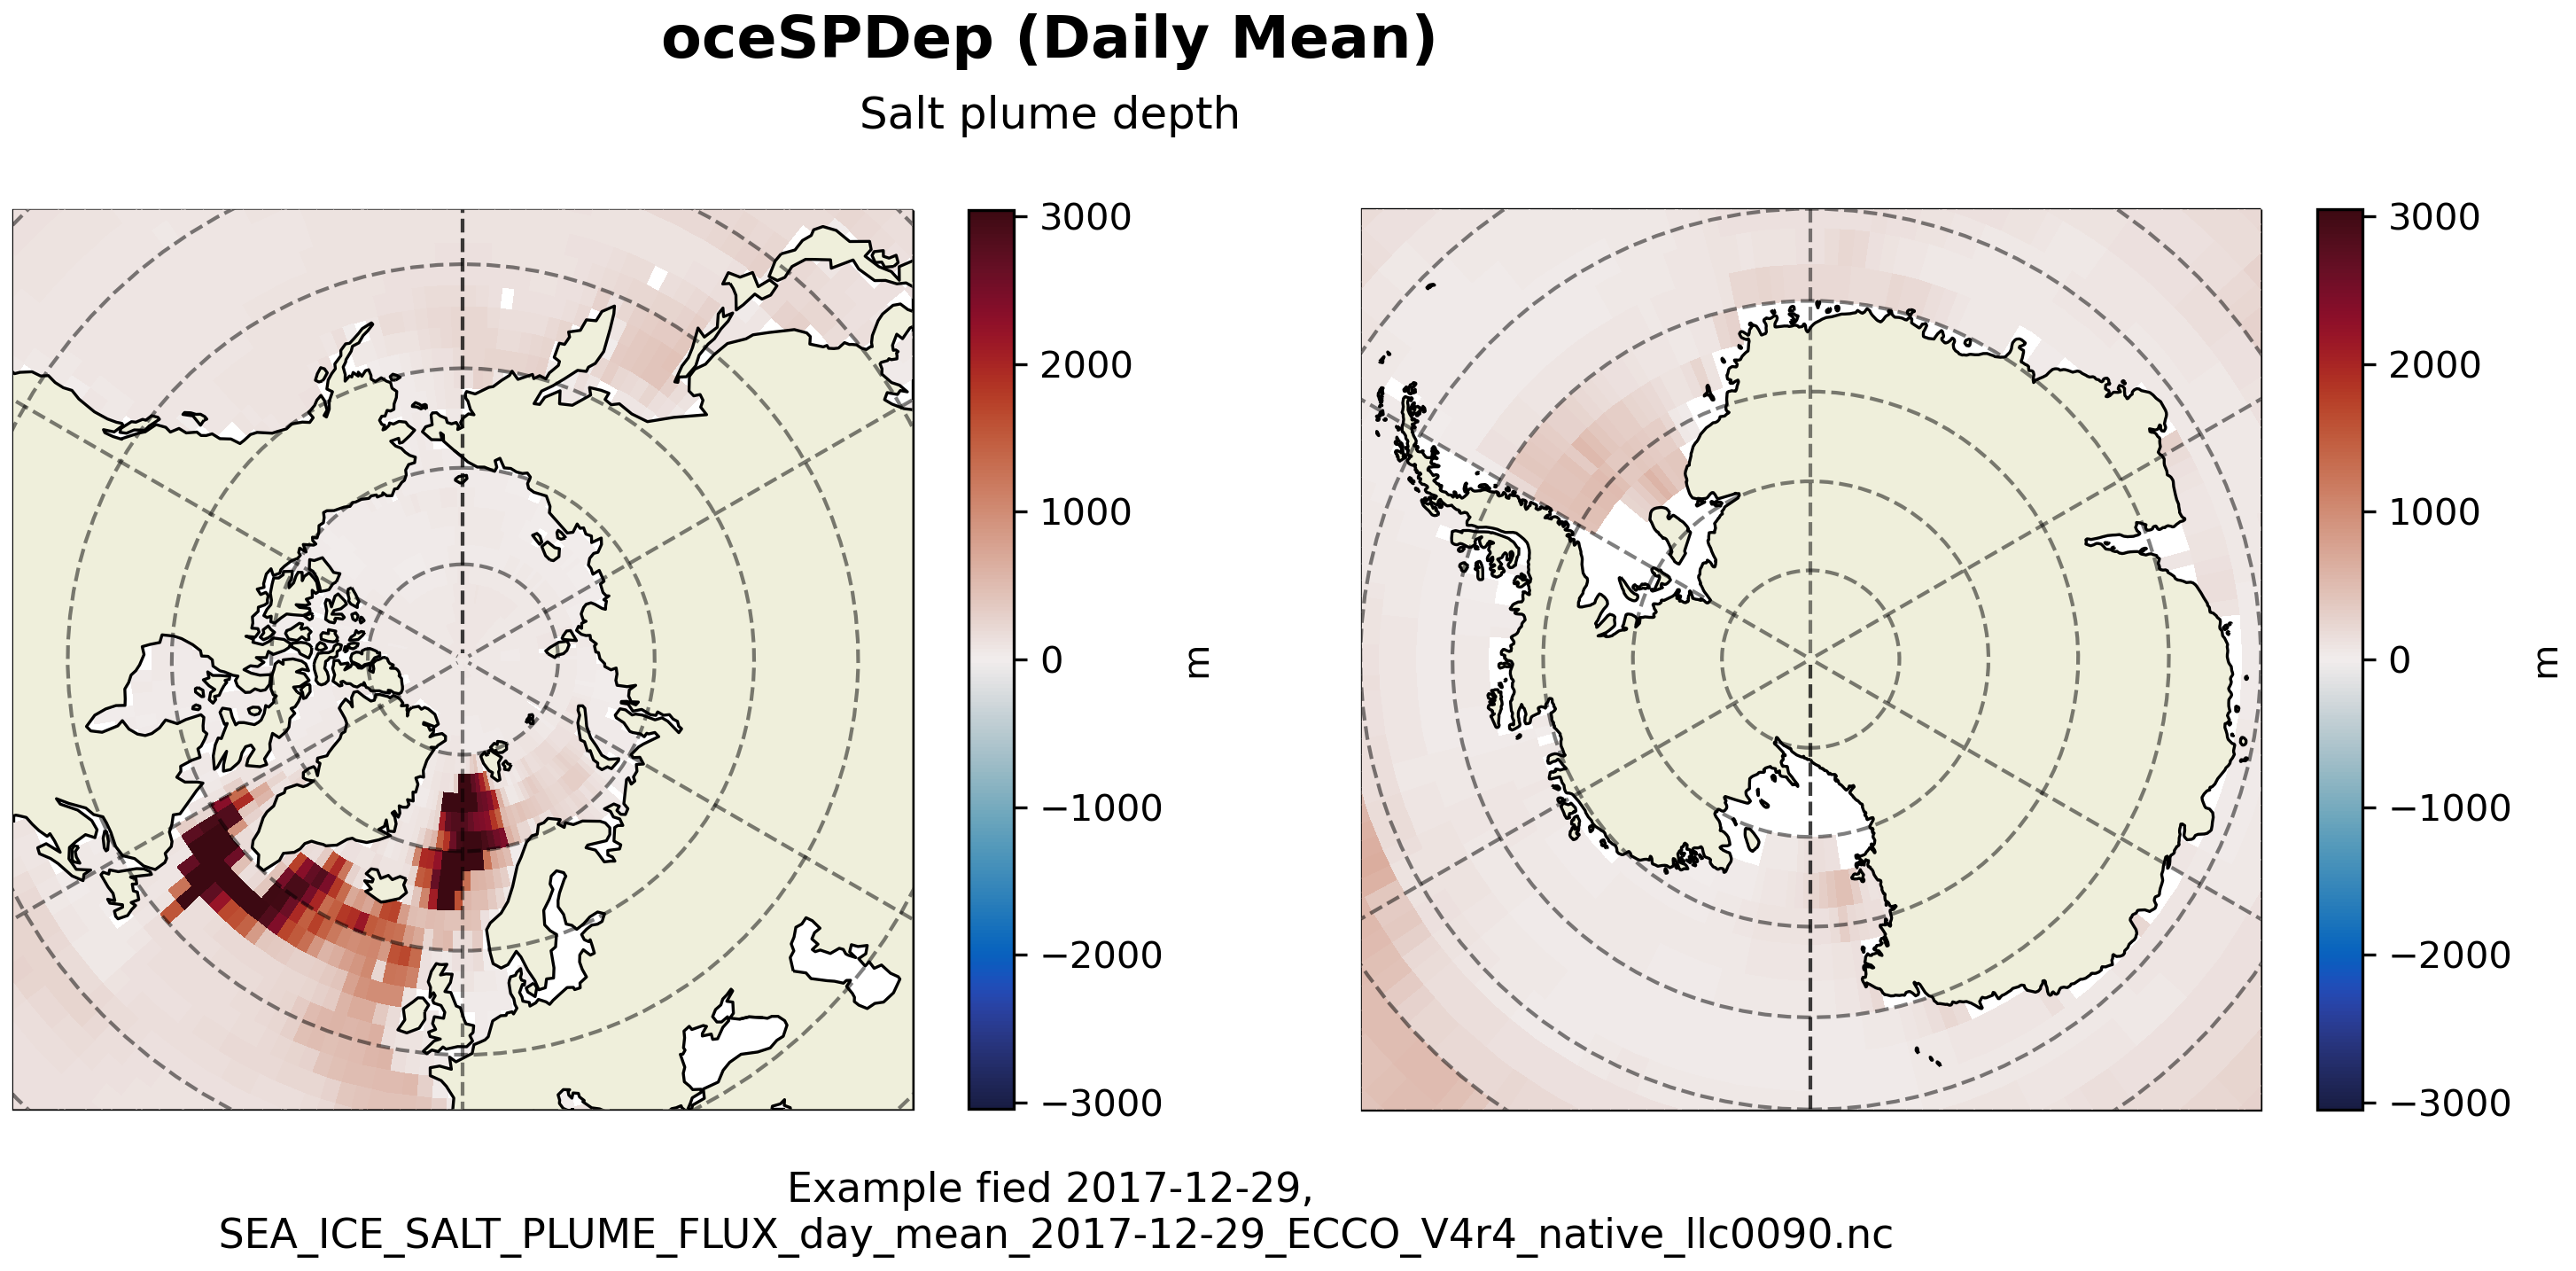 oceSPDep (Daily Mean)
Salt plume depth
3000
2000
1000
0
−1000
−2000
−3000
m
3000
2000
1000
0
−1000
−2000
−3000
m
Example fied 2017-12-29,
SEA_ICE_SALT_PLUME_FLUX_day_mean_2017-12-29_ECCO_V4r4_native_llc0090.nc